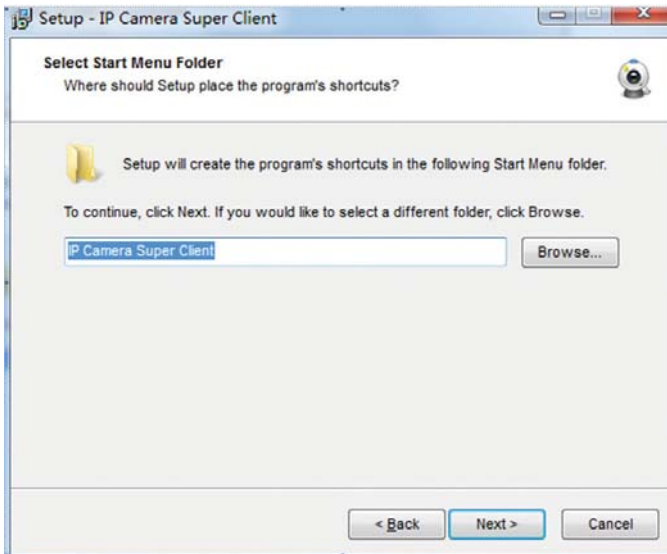 Setup - IP Camera Super Client
Select Start Menu Folder
Where should Setup place the program's shortcuts?
Setup will create the program's shortcuts in the following Start Menu folder.
To continue, click Next. If you would like to select a different folder, click Browse.
IP Camera Super Client
Browse...
< Back
Next >
Cancel